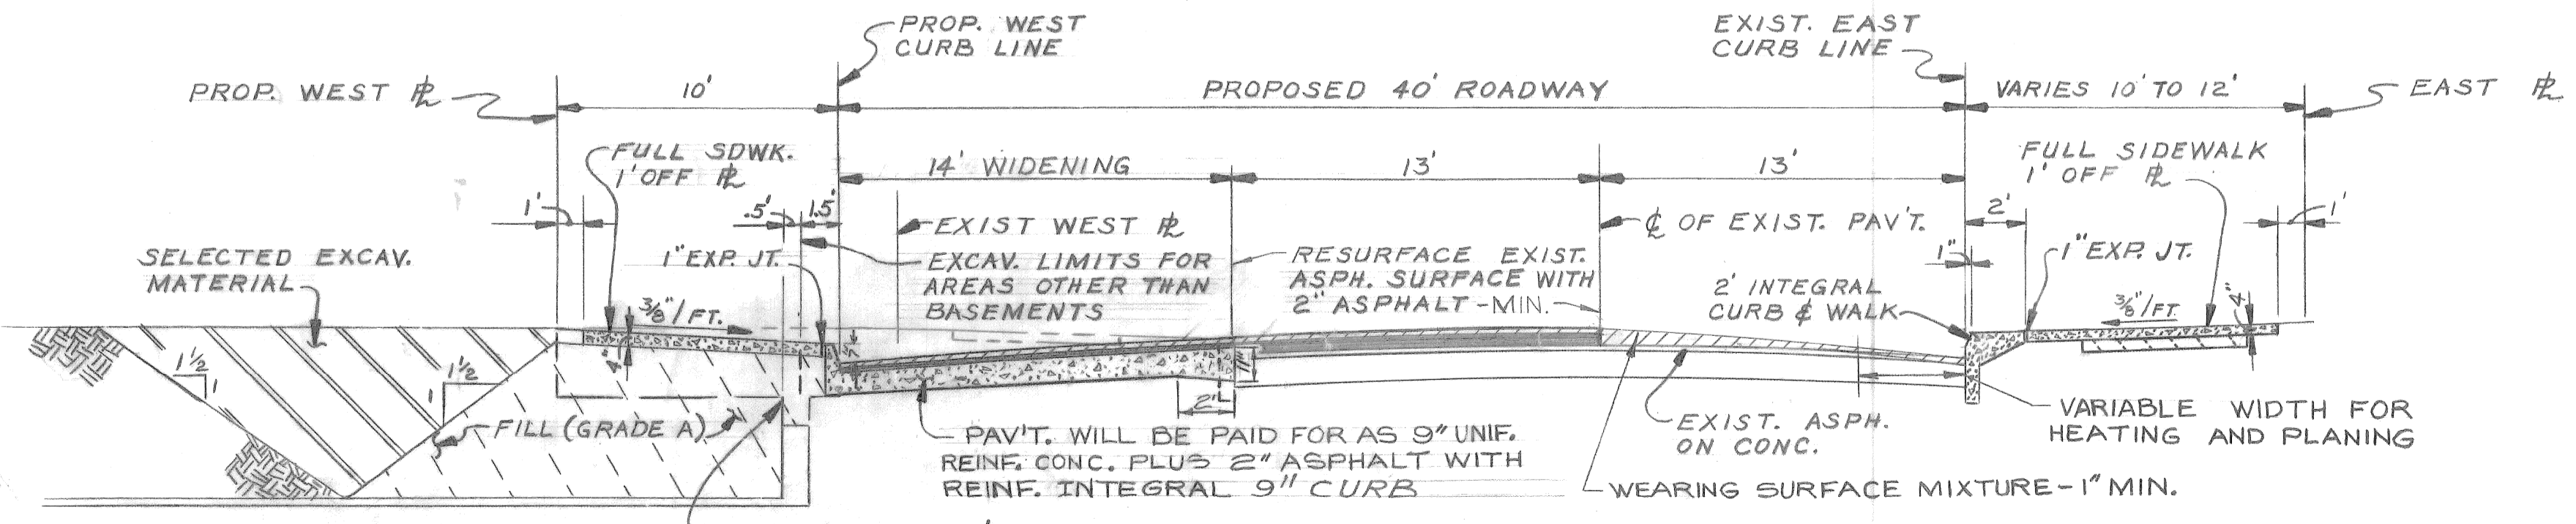 PROP. WEST
CURB LINE
EXIST. EAST
CURB LINE
PROP. WEST ℄
10'
PROPOSED 40' ROADWAY
VARIES 10' TO 12'
EAST PL
FULL SDWK.
1' OFF PL
14' WIDENING
13'
13'
FULL SIDEWALK
1' OFF PL
1'
.5'
1.5'
EXIST WEST PL
℄ OF EXIST. PAV'T.
2'
1'
SELECTED EXCAV.
MATERIAL
1" EXP. JT.
EXCAV. LIMITS FOR
AREAS OTHER THAN
BASEMENTS
RESURFACE EXIST.
ASPH. SURFACE WITH
2" ASPHALT-MIN.
1"
2' INTEGRAL
CURB & WALK
1" EXP. JT.
3/8"/FT.
3/8"/FT.
4"
4"
1 1/2
1
1 1/2
1
11"
2'
FILL (GRADE A)
PAV'T. WILL BE PAID FOR AS 9" UNIF.
REINF. CONC. PLUS 2" ASPHALT WITH
REINF. INTEGRAL 9" CURB
EXIST. ASPH.
ON CONC.
VARIABLE WIDTH FOR
HEATING AND PLANING
WEARING SURFACE MIXTURE-1" MIN.